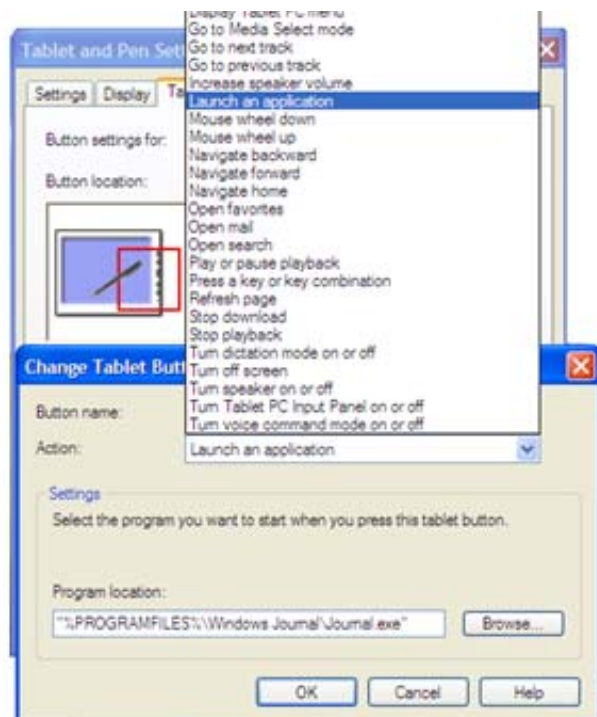 Display Tablet PC menu
Go to Media Select mode
Tablet and Pen Set
Go to next track
Go to previous track
Increase speaker volume
Settings Display Ta
Launch an application
Mouse wheel down
Mouse wheel up
Button settings for:
Navigate backward
Navigate forward
Button location:
Navigate home
Open favorites
Open mail
Open search
Play or pause playback
Press a key or key combination
Refresh page
Stop download
Stop playback
Turn dictation mode on or off
Change Tablet But
Turn off screen
Turn speaker on or off
Button name:
Turn Tablet PC Input Panel on or off
Turn voice command mode on or off
Action:
Launch an application
Settings
Select the program you want to start when you press this tablet button.
Program location:
"%PROGRAMFILES%\Windows Journal\Journal.exe"
Browse...
OK Cancel Help